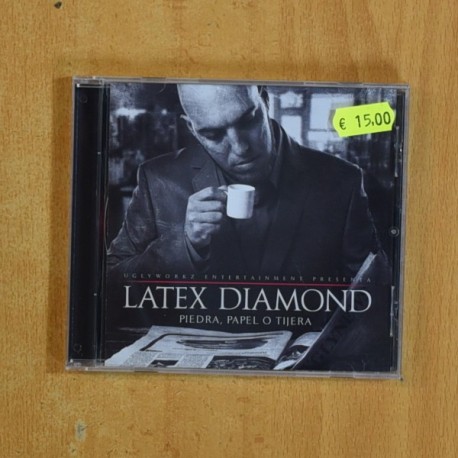 € 15,00
UGLYWORKZ ENTERTAINMENT PRESENTA
LATEX DIAMOND
PIEDRA, PAPEL O TIJERA